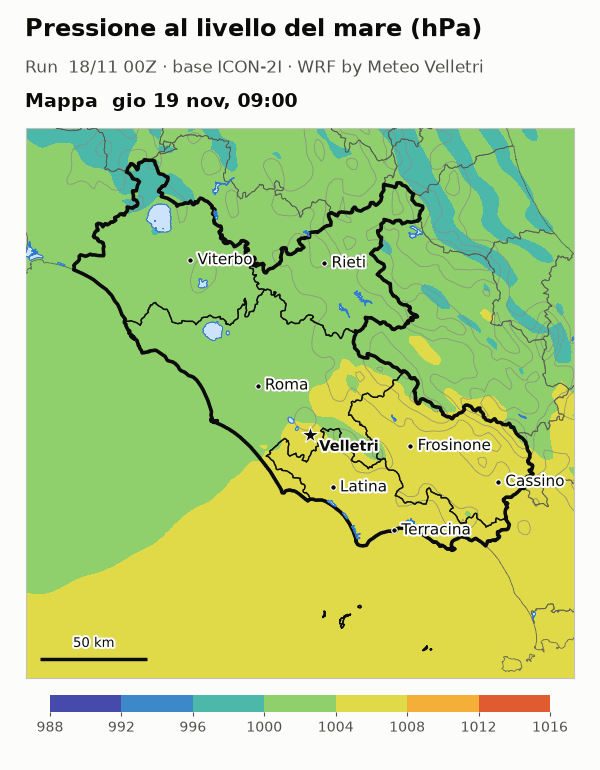 Pressione al livello del mare (hPa)
Run  18/11 00Z · base ICON-2I · WRF by Meteo Velletri
Mappa  gio 19 nov, 09:00
Viterbo
Rieti
Roma
Velletri
Frosinone
Latina
Cassino
Terracina
50 km
988 992 996 1000 1004 1008 1012 1016